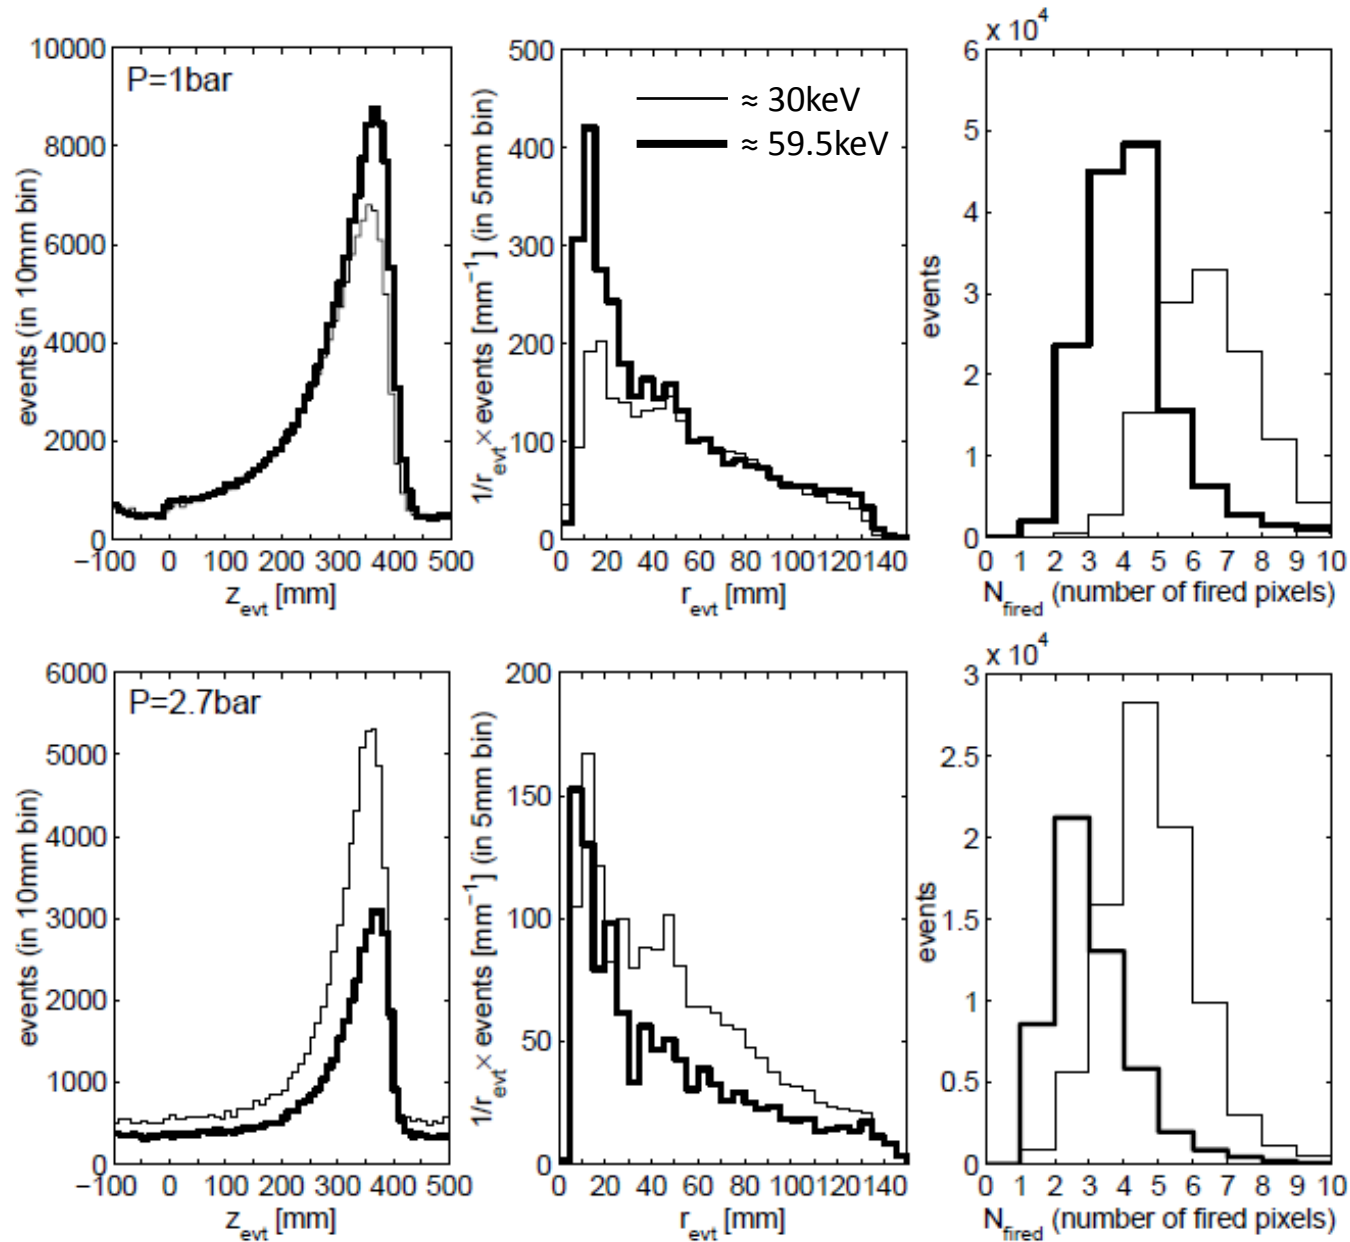 P=1bar
events (in 10mm bin)
10000
8000
6000
4000
2000
0
−100 0 100 200 300 400 500
z_evt [mm]
1/r_evt × events [mm⁻¹] (in 5mm bin)
500
400
300
200
100
0
≈ 30keV
≈ 59.5keV
0 20 40 60 80 100 120 140
r_evt [mm]
x 10⁴
events
6
5
4
3
2
1
0
0 1 2 3 4 5 6 7 8 9 10
N_fired (number of fired pixels)
P=2.7bar
events (in 10mm bin)
6000
5000
4000
3000
2000
1000
0
−100 0 100 200 300 400 500
z_evt [mm]
1/r_evt × events [mm⁻¹] (in 5mm bin)
200
150
100
50
0
0 20 40 60 80 100 120 140
r_evt [mm]
x 10⁴
events
3
2.5
2
1.5
1
0.5
0
0 1 2 3 4 5 6 7 8 9 10
N_fired (number of fired pixels)